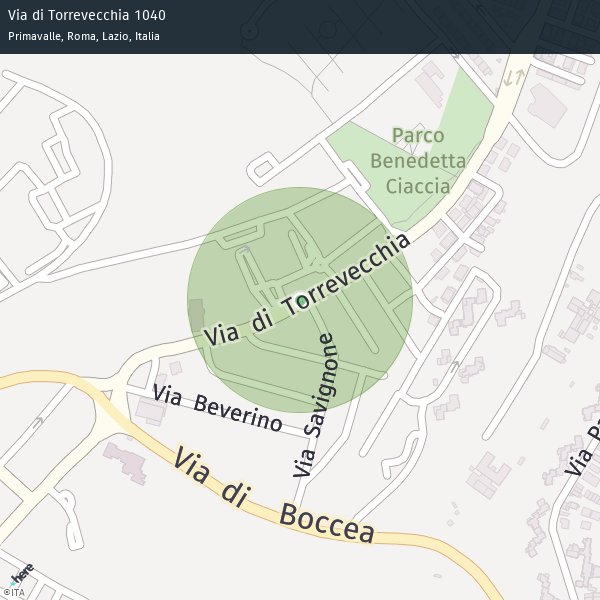 Via di Torrevecchia 1040
Primavalle, Roma, Lazio, Italia
Parco
Benedetta
Ciaccia
Via di Torrevecchia
Via Savignone
Via Beverino
Via di Boccea
Via Pa
here
©ITA